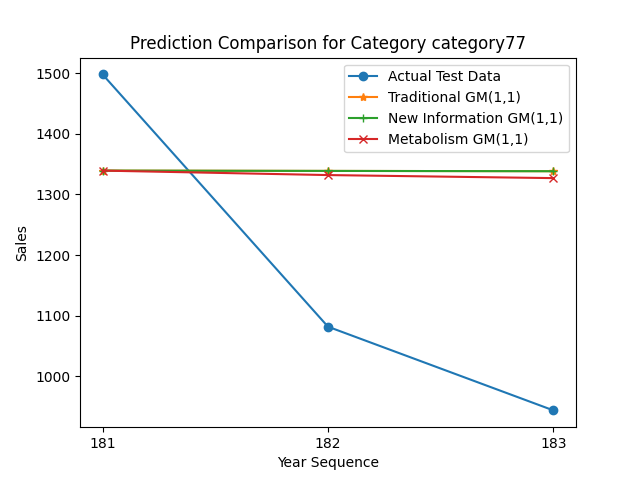 Prediction Comparison for Category category77
Actual Test Data
Traditional GM(1,1)
New Information GM(1,1)
Metabolism GM(1,1)
Sales
1500
1400
1300
1200
1100
1000
181
182
183
Year Sequence